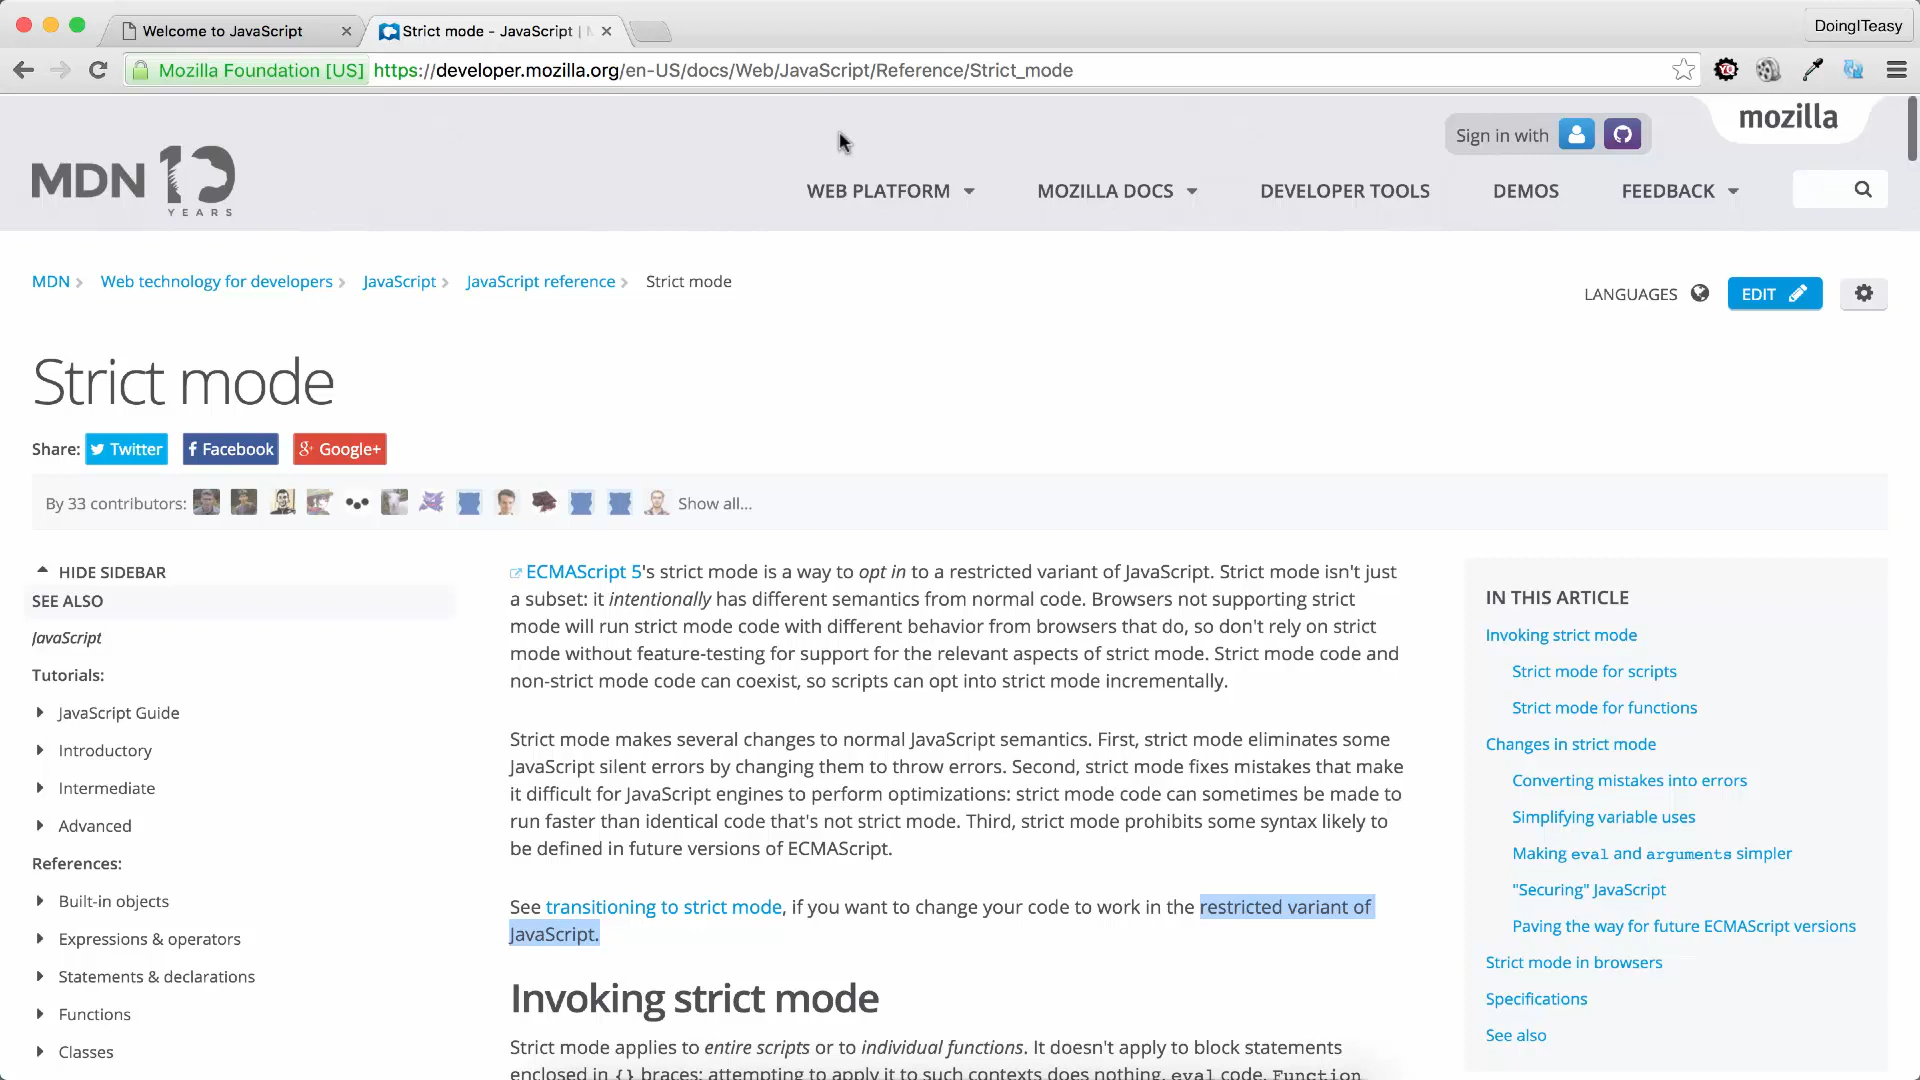 Welcome to JavaScript
Strict mode - JavaScript |
DoingITeasy
Mozilla Foundation [US] https://developer.mozilla.org/en-US/docs/Web/JavaScript/Reference/Strict_mode
mozilla
Sign in with
MDN 10
YEARS
WEB PLATFORM
MOZILLA DOCS
DEVELOPER TOOLS
DEMOS
FEEDBACK
MDN
Web technology for developers
JavaScript
JavaScript reference
Strict mode
LANGUAGES
EDIT
Strict mode
Share: Twitter Facebook Google+
By 33 contributors: Show all...
HIDE SIDEBAR
SEE ALSO
JavaScript
Tutorials:
JavaScript Guide
Introductory
Intermediate
Advanced
References:
Built-in objects
Expressions & operators
Statements & declarations
Functions
Classes
ECMAScript 5's strict mode is a way to opt in to a restricted variant of JavaScript. Strict mode isn't just
a subset: it intentionally has different semantics from normal code. Browsers not supporting strict
mode will run strict mode code with different behavior from browsers that do, so don't rely on strict
mode without feature-testing for support for the relevant aspects of strict mode. Strict mode code and
non-strict mode code can coexist, so scripts can opt into strict mode incrementally.
Strict mode makes several changes to normal JavaScript semantics. First, strict mode eliminates some
JavaScript silent errors by changing them to throw errors. Second, strict mode fixes mistakes that make
it difficult for JavaScript engines to perform optimizations: strict mode code can sometimes be made to
run faster than identical code that's not strict mode. Third, strict mode prohibits some syntax likely to
be defined in future versions of ECMAScript.
See transitioning to strict mode, if you want to change your code to work in the restricted variant of
JavaScript.
Invoking strict mode
Strict mode applies to entire scripts or to individual functions. It doesn't apply to block statements
enclosed in {} braces; attempting to apply it to such contexts does nothing. eval code, Function
IN THIS ARTICLE
Invoking strict mode
Strict mode for scripts
Strict mode for functions
Changes in strict mode
Converting mistakes into errors
Simplifying variable uses
Making eval and arguments simpler
"Securing" JavaScript
Paving the way for future ECMAScript versions
Strict mode in browsers
Specifications
See also